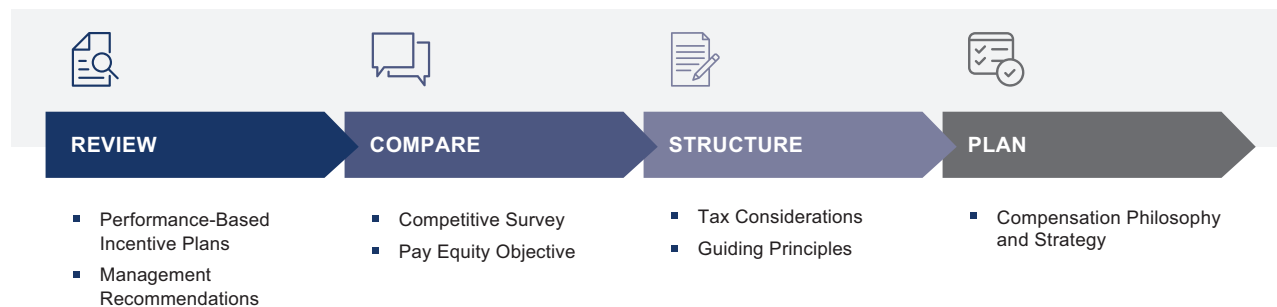 REVIEW
Performance-Based
Incentive Plans
Management
Recommendations
COMPARE
Competitive Survey
Pay Equity Objective
STRUCTURE
Tax Considerations
Guiding Principles
PLAN
Compensation Philosophy
and Strategy